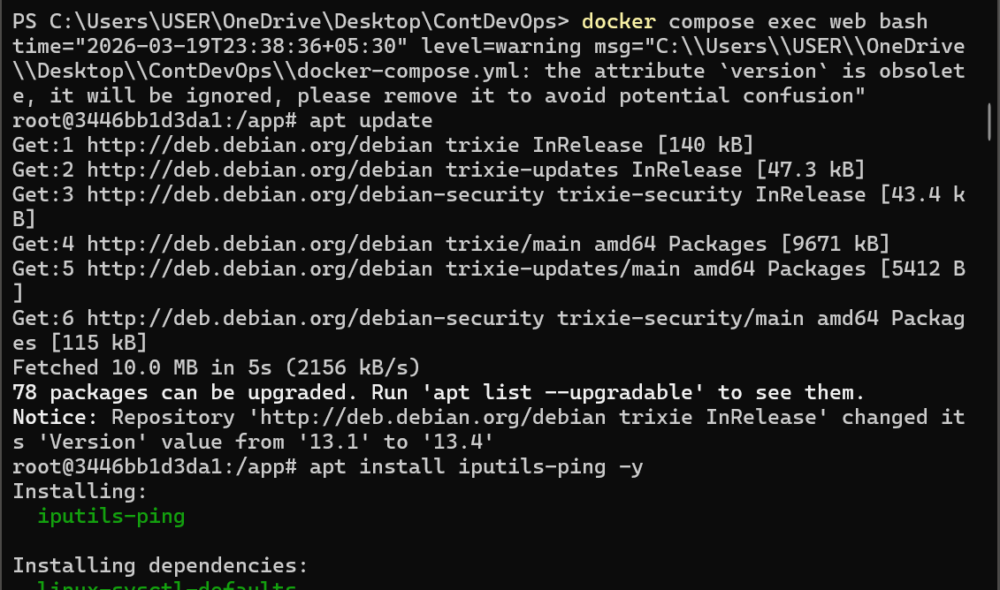 PS C:\Users\USER\OneDrive\Desktop\ContDevOps> docker compose exec web bash
time="2026-03-19T23:38:36+05:30" level=warning msg="C:\\Users\\USER\\OneDrive
\\Desktop\\ContDevOps\\docker-compose.yml: the attribute `version` is obsolet
e, it will be ignored, please remove it to avoid potential confusion"
root@3446bb1d3da1:/app# apt update
Get:1 http://deb.debian.org/debian trixie InRelease [140 kB]
Get:2 http://deb.debian.org/debian trixie-updates InRelease [47.3 kB]
Get:3 http://deb.debian.org/debian-security trixie-security InRelease [43.4 k
B]
Get:4 http://deb.debian.org/debian trixie/main amd64 Packages [9671 kB]
Get:5 http://deb.debian.org/debian trixie-updates/main amd64 Packages [5412 B
]
Get:6 http://deb.debian.org/debian-security trixie-security/main amd64 Packag
es [115 kB]
Fetched 10.0 MB in 5s (2156 kB/s)
78 packages can be upgraded. Run 'apt list --upgradable' to see them.
Notice: Repository 'http://deb.debian.org/debian trixie InRelease' changed it
s 'Version' value from '13.1' to '13.4'
root@3446bb1d3da1:/app# apt install iputils-ping -y
Installing:
  iputils-ping

Installing dependencies:
  linux-sysctl-defaults